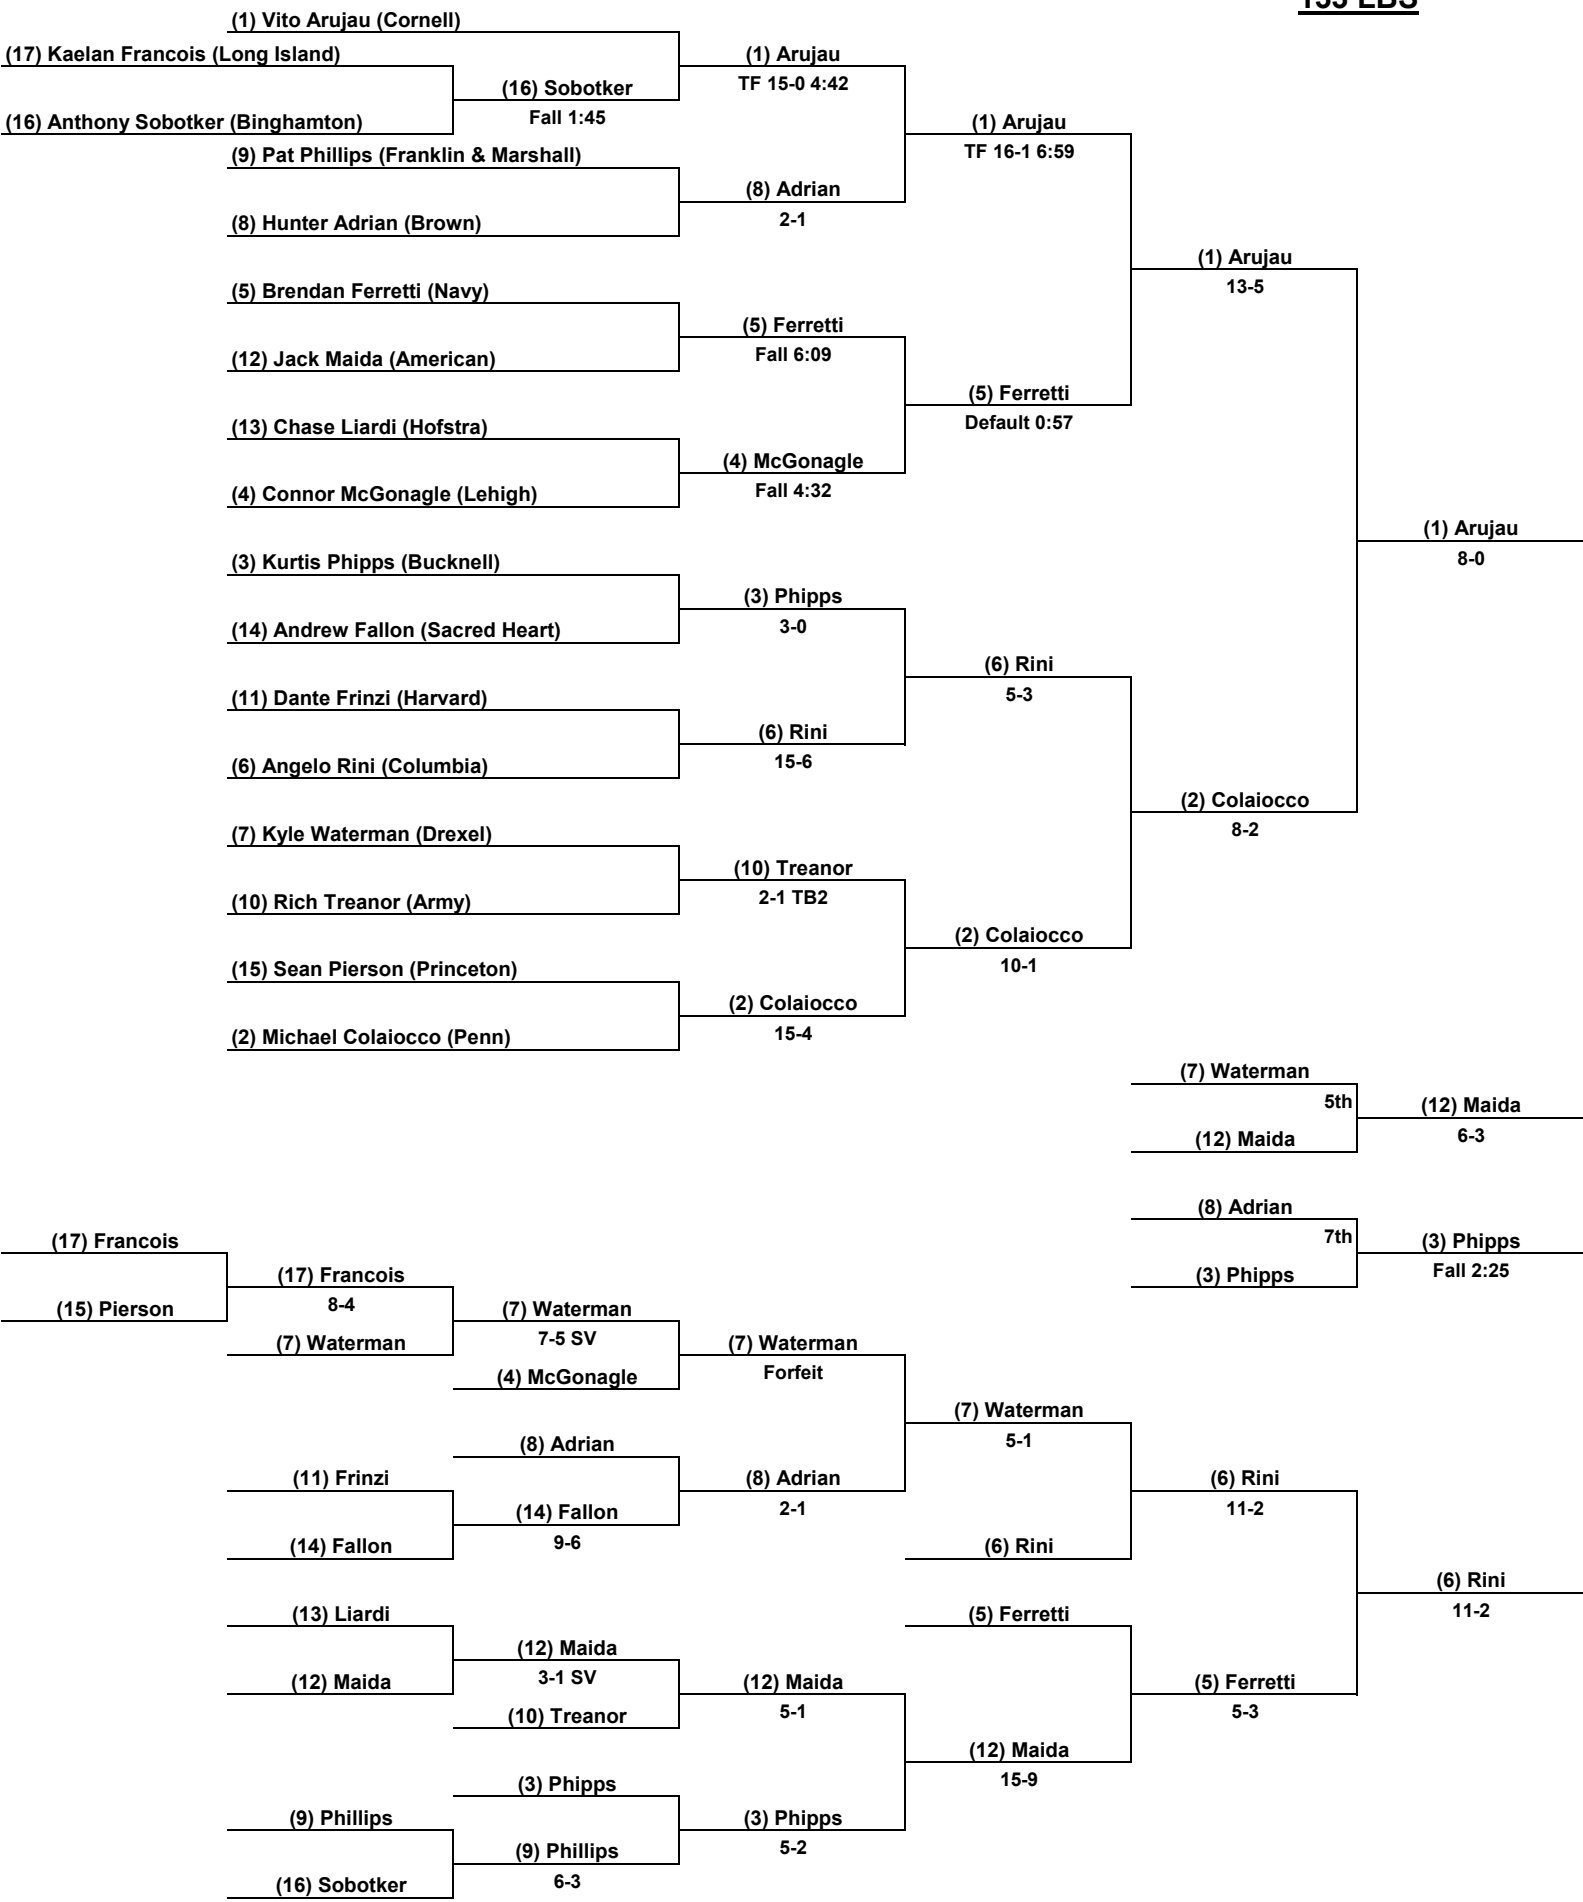 133 LBS
(1) Vito Arujau (Cornell)
(17) Kaelan Francois (Long Island)
(1) Arujau
TF 15-0 4:42
(16) Sobotker
Fall 1:45
(16) Anthony Sobotker (Binghamton)
(1) Arujau
TF 16-1 6:59
(9) Pat Phillips (Franklin & Marshall)
(8) Adrian
2-1
(8) Hunter Adrian (Brown)
(1) Arujau
13-5
(5) Brendan Ferretti (Navy)
(5) Ferretti
Fall 6:09
(12) Jack Maida (American)
(5) Ferretti
Default 0:57
(13) Chase Liardi (Hofstra)
(4) McGonagle
Fall 4:32
(4) Connor McGonagle (Lehigh)
(1) Arujau
8-0
(3) Kurtis Phipps (Bucknell)
(3) Phipps
3-0
(14) Andrew Fallon (Sacred Heart)
(6) Rini
5-3
(11) Dante Frinzi (Harvard)
(6) Rini
15-6
(6) Angelo Rini (Columbia)
(2) Colaiocco
8-2
(7) Kyle Waterman (Drexel)
(10) Treanor
2-1 TB2
(10) Rich Treanor (Army)
(2) Colaiocco
10-1
(15) Sean Pierson (Princeton)
(2) Colaiocco
15-4
(2) Michael Colaiocco (Penn)
(7) Waterman
5th
(12) Maida
6-3
(12) Maida
(8) Adrian
7th
(3) Phipps
Fall 2:25
(3) Phipps
(17) Francois
(17) Francois
8-4
(15) Pierson
(7) Waterman
7-5 SV
(7) Waterman
(7) Waterman
Forfeit
(4) McGonagle
(7) Waterman
5-1
(8) Adrian
(11) Frinzi
(8) Adrian
2-1
(6) Rini
11-2
(14) Fallon
9-6
(14) Fallon
(6) Rini
(6) Rini
11-2
(13) Liardi
(5) Ferretti
(12) Maida
3-1 SV
(12) Maida
(12) Maida
5-1
(5) Ferretti
5-3
(10) Treanor
(12) Maida
15-9
(3) Phipps
(9) Phillips
(3) Phipps
5-2
(9) Phillips
6-3
(16) Sobotker